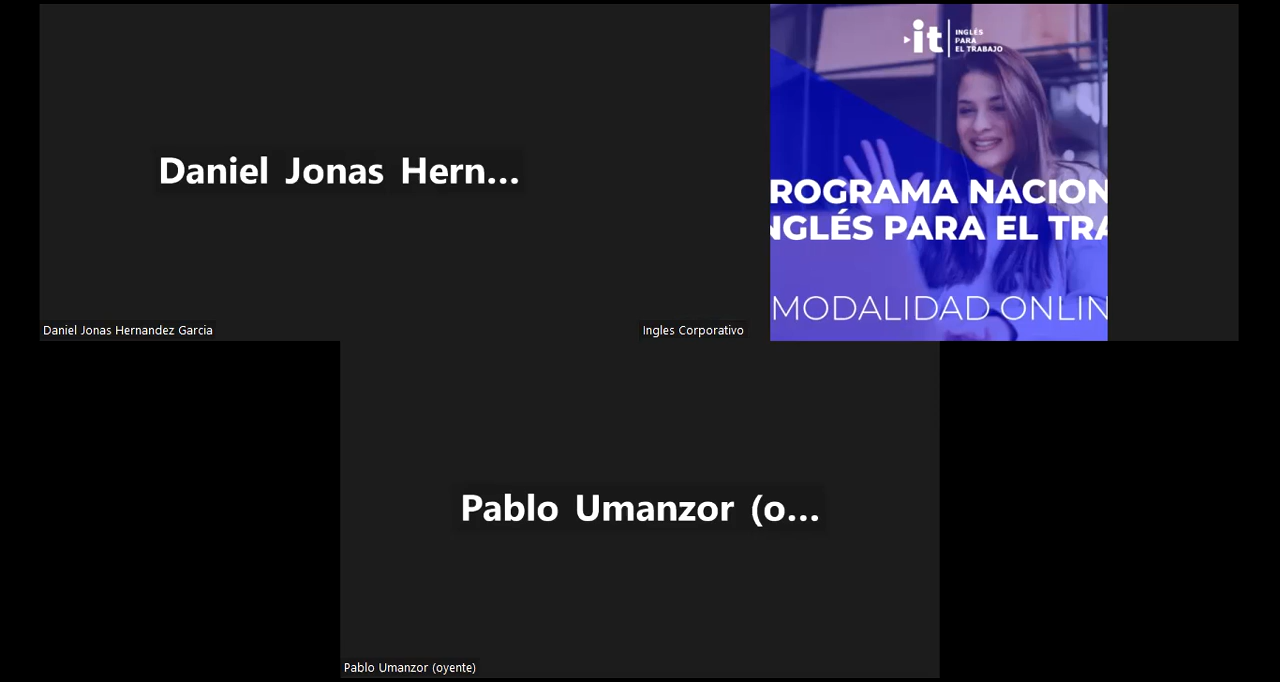 Daniel Jonas Hern...
Daniel Jonas Hernandez Garcia
it
INGLÉS
PARA
EL TRABAJO
ROGRAMA NACION
NGLÉS PARA EL TRA
MODALIDAD ONLIN
Ingles Corporativo
Pablo Umanzor (o...
Pablo Umanzor (oyente)